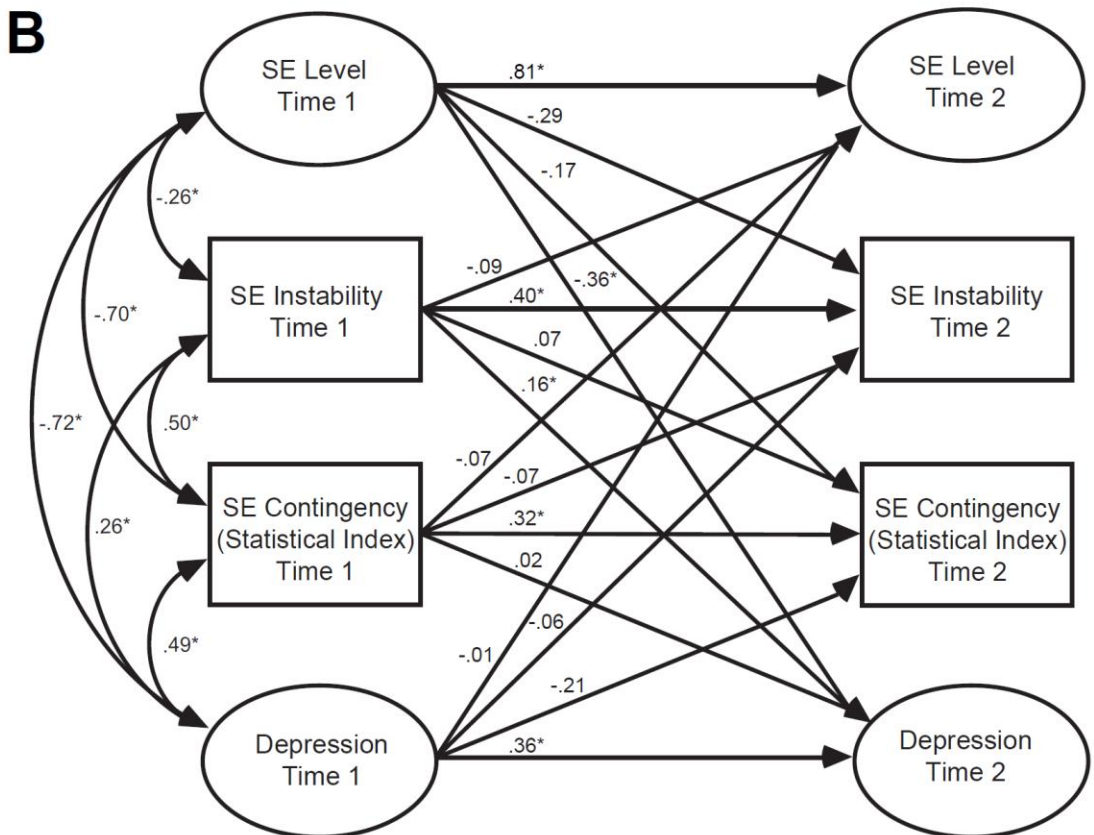 B
SE Level
Time 1
SE Level
Time 2
.81*
-.29
-.17
-.26*
SE Instability
Time 1
SE Instability
Time 2
-.09
-.36*
.40*
.07
.16*
-.70*
-.72*
.50*
-.07
-.07
SE Contingency
(Statistical Index)
Time 1
SE Contingency
(Statistical Index)
Time 2
.32*
.02
.26*
.49*
-.06
-.01
-.21
Depression
Time 1
Depression
Time 2
.36*